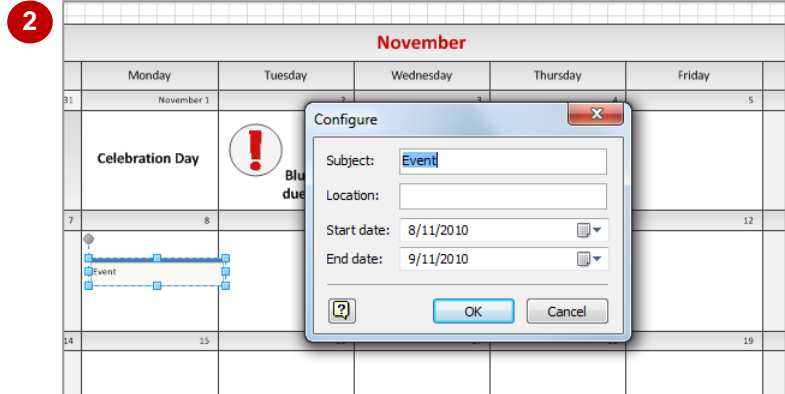 2
November
Monday Tuesday Wednesday Thursday Friday
31 November 1 2 3 4 5
Celebration Day
!
Blu
due
Configure
Subject: Event
Location:
Start date: 8/11/2010
End date: 9/11/2010
? OK Cancel
7 8 12
Event
14 15 19